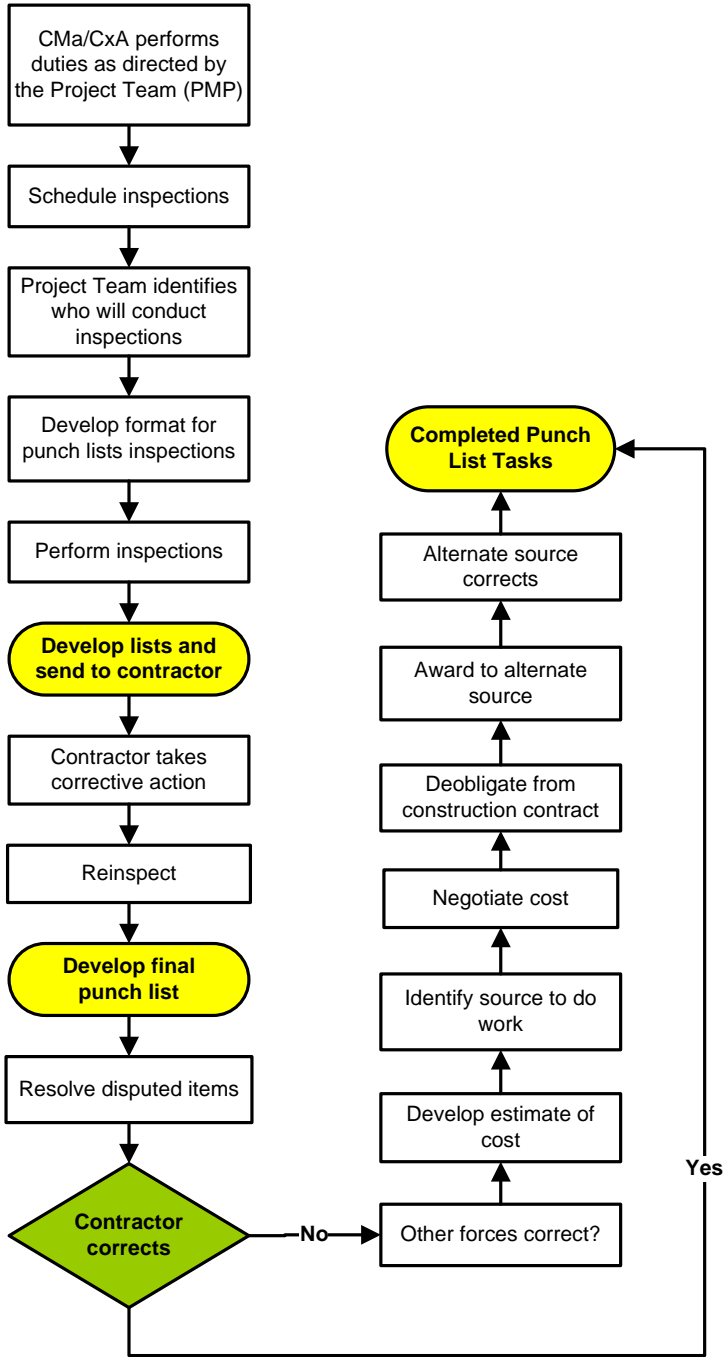 CMa/CxA performs
duties as directed by
the Project Team (PMP)
Schedule inspections
Project Team identifies
who will conduct
inspections
Develop format for
punch lists inspections
Perform inspections
Develop lists and
send to contractor
Contractor takes
corrective action
Reinspect
Develop final
punch list
Resolve disputed items
Contractor
corrects
No
Other forces correct?
Develop estimate of
cost
Identify source to do
work
Negotiate cost
Deobligate from
construction contract
Award to alternate
source
Alternate source
corrects
Completed Punch
List Tasks
Yes